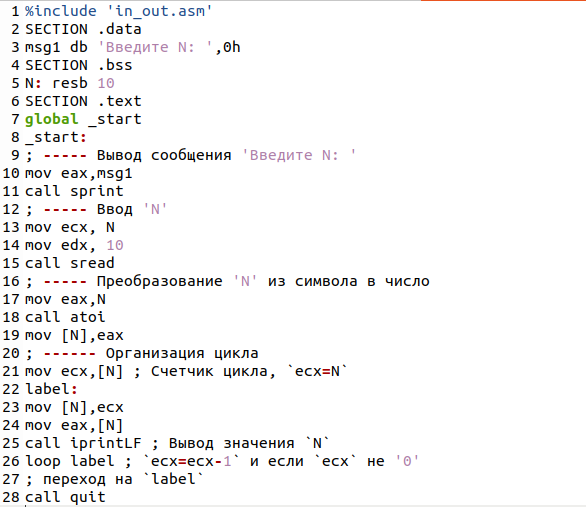 1 %include 'in_out.asm'
2 SECTION .data
3 msg1 db 'Введите N: ',0h
4 SECTION .bss
5 N: resb 10
6 SECTION .text
7 global _start
8 _start:
9 ; ----- Вывод сообщения 'Введите N: '
10 mov eax,msg1
11 call sprint
12 ; ----- Ввод 'N'
13 mov ecx, N
14 mov edx, 10
15 call sread
16 ; ----- Преобразование 'N' из символа в число
17 mov eax,N
18 call atoi
19 mov [N],eax
20 ; ------ Организация цикла
21 mov ecx,[N] ; Счетчик цикла, `ecx=N`
22 label:
23 mov [N],ecx
24 mov eax,[N]
25 call iprintLF ; Вывод значения `N`
26 loop label ; `ecx=ecx-1` и если `ecx` не '0'
27 ; переход на `label`
28 call quit